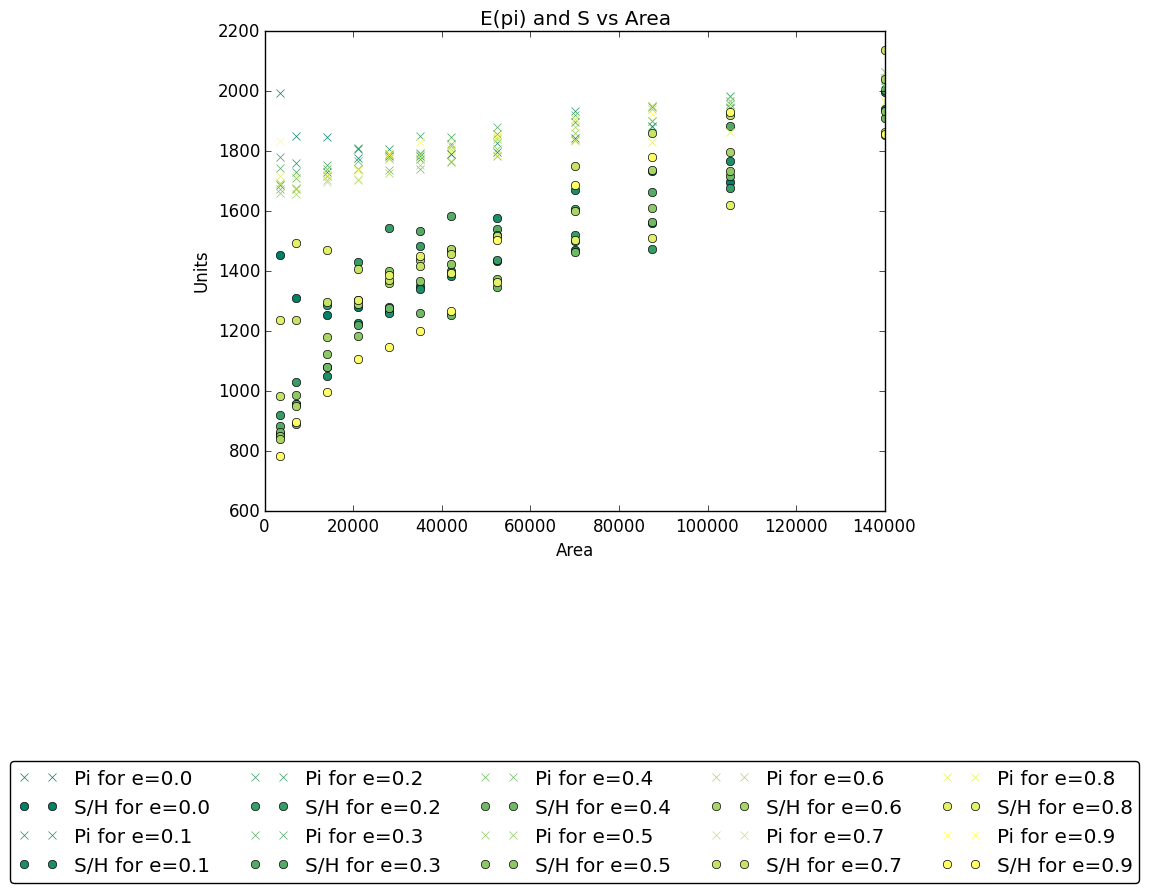 E(pi) and S vs Area
2200
2000
1800
1600
1400
1200
1000
800
600
Units
0 20000 40000 60000 80000 100000 120000 140000
Area
Pi for e=0.0 Pi for e=0.2 Pi for e=0.4 Pi for e=0.6 Pi for e=0.8
S/H for e=0.0 S/H for e=0.2 S/H for e=0.4 S/H for e=0.6 S/H for e=0.8
Pi for e=0.1 Pi for e=0.3 Pi for e=0.5 Pi for e=0.7 Pi for e=0.9
S/H for e=0.1 S/H for e=0.3 S/H for e=0.5 S/H for e=0.7 S/H for e=0.9